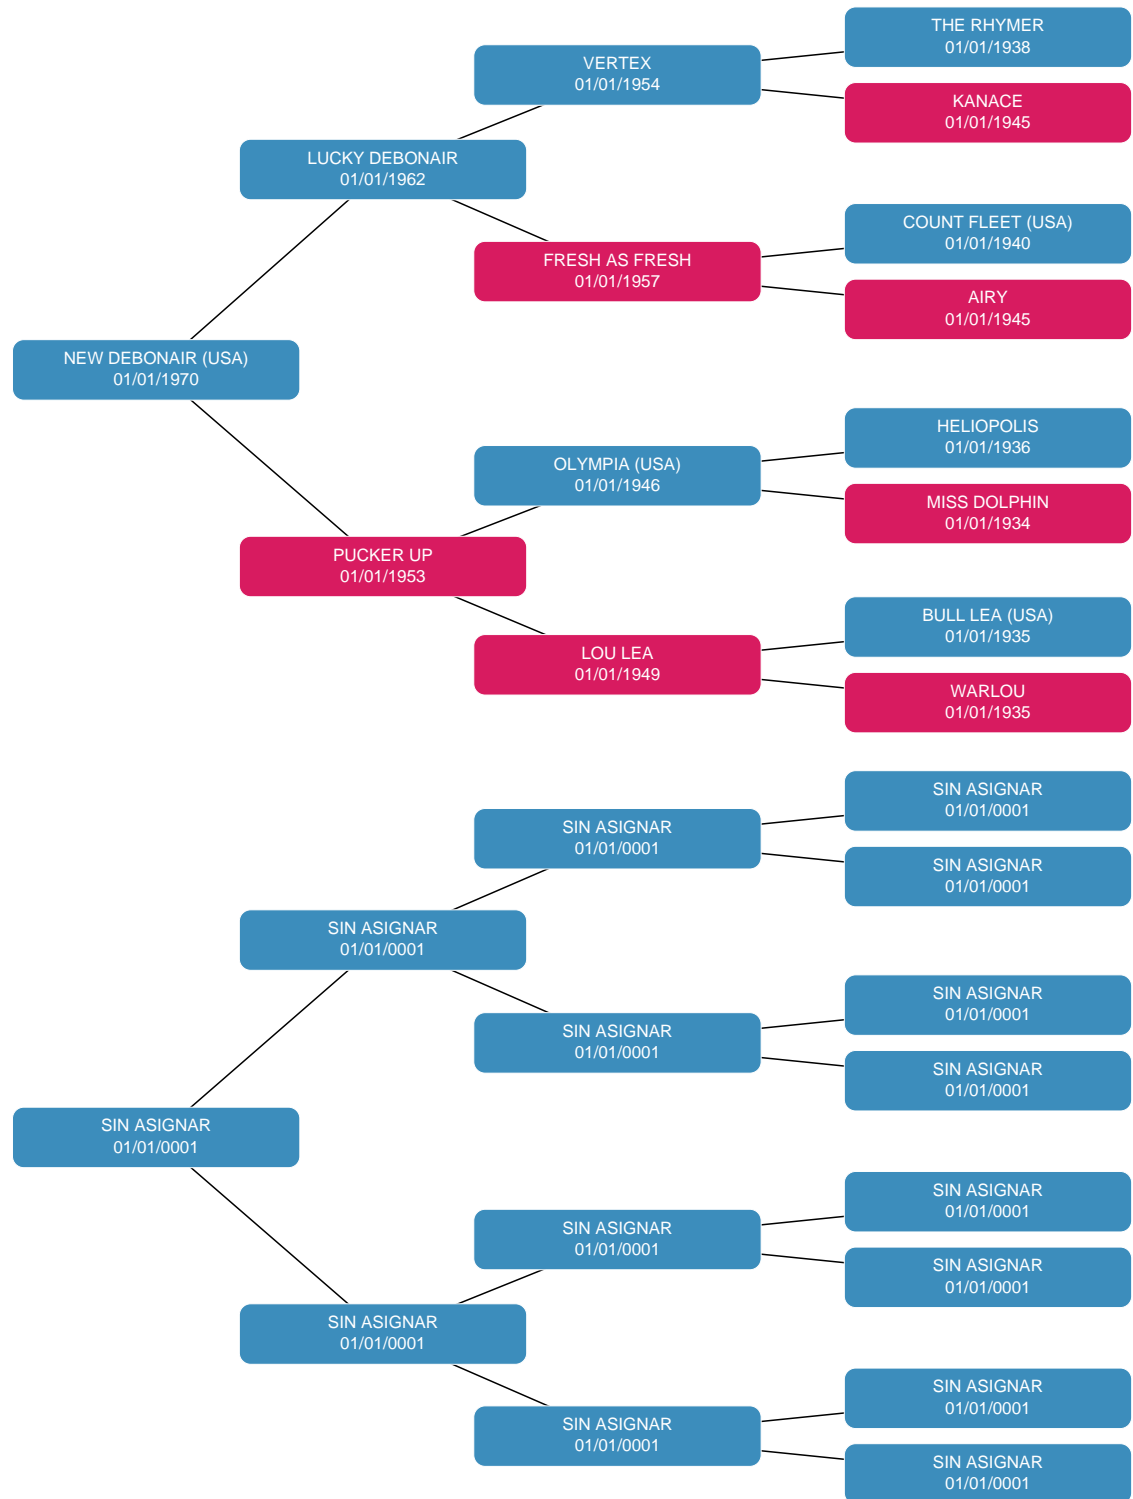 THE RHYMER
01/01/1938
VERTEX
01/01/1954
KANACE
01/01/1945
LUCKY DEBONAIR
01/01/1962
COUNT FLEET (USA)
01/01/1940
FRESH AS FRESH
01/01/1957
AIRY
01/01/1945
NEW DEBONAIR (USA)
01/01/1970
HELIOPOLIS
01/01/1936
OLYMPIA (USA)
01/01/1946
MISS DOLPHIN
01/01/1934
PUCKER UP
01/01/1953
BULL LEA (USA)
01/01/1935
LOU LEA
01/01/1949
WARLOU
01/01/1935
SIN ASIGNAR
01/01/0001
SIN ASIGNAR
01/01/0001
SIN ASIGNAR
01/01/0001
SIN ASIGNAR
01/01/0001
SIN ASIGNAR
01/01/0001
SIN ASIGNAR
01/01/0001
SIN ASIGNAR
01/01/0001
SIN ASIGNAR
01/01/0001
SIN ASIGNAR
01/01/0001
SIN ASIGNAR
01/01/0001
SIN ASIGNAR
01/01/0001
SIN ASIGNAR
01/01/0001
SIN ASIGNAR
01/01/0001
SIN ASIGNAR
01/01/0001
SIN ASIGNAR
01/01/0001